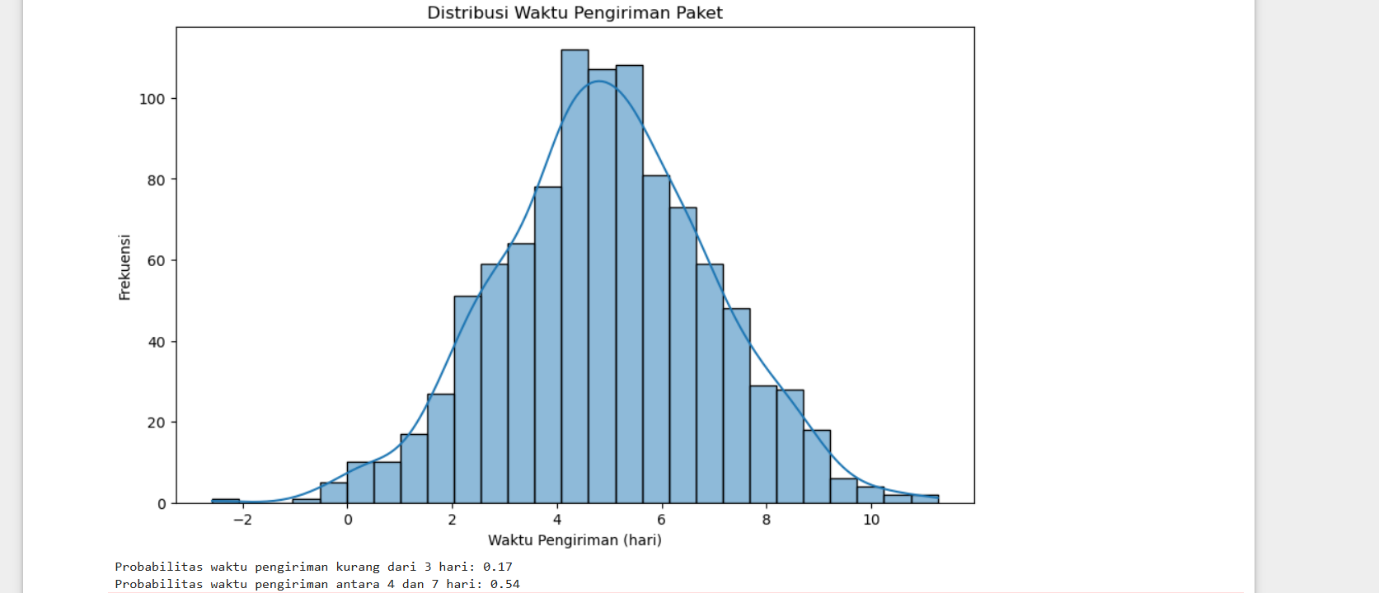 Distribusi Waktu Pengiriman Paket
100
80
60
40
20
0
Frekuensi
−2 0 2 4 6 8 10
Waktu Pengiriman (hari)
Probabilitas waktu pengiriman kurang dari 3 hari: 0.17
Probabilitas waktu pengiriman antara 4 dan 7 hari: 0.54